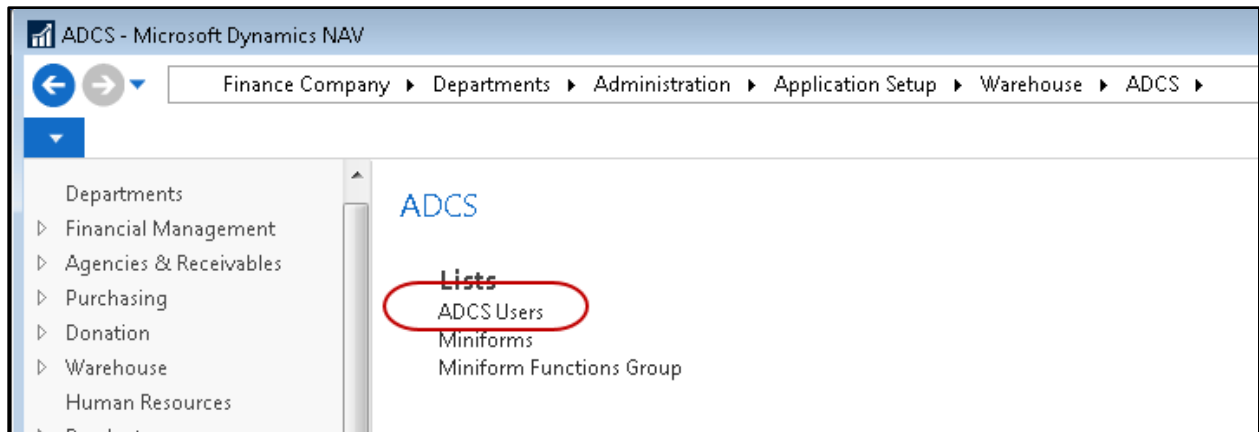 ADCS - Microsoft Dynamics NAV
Finance Company ▸ Departments ▸ Administration ▸ Application Setup ▸ Warehouse ▸ ADCS ▸
Departments
Financial Management
Agencies & Receivables
Purchasing
Donation
Warehouse
Human Resources
ADCS
Lists
ADCS Users
Miniforms
Miniform Functions Group